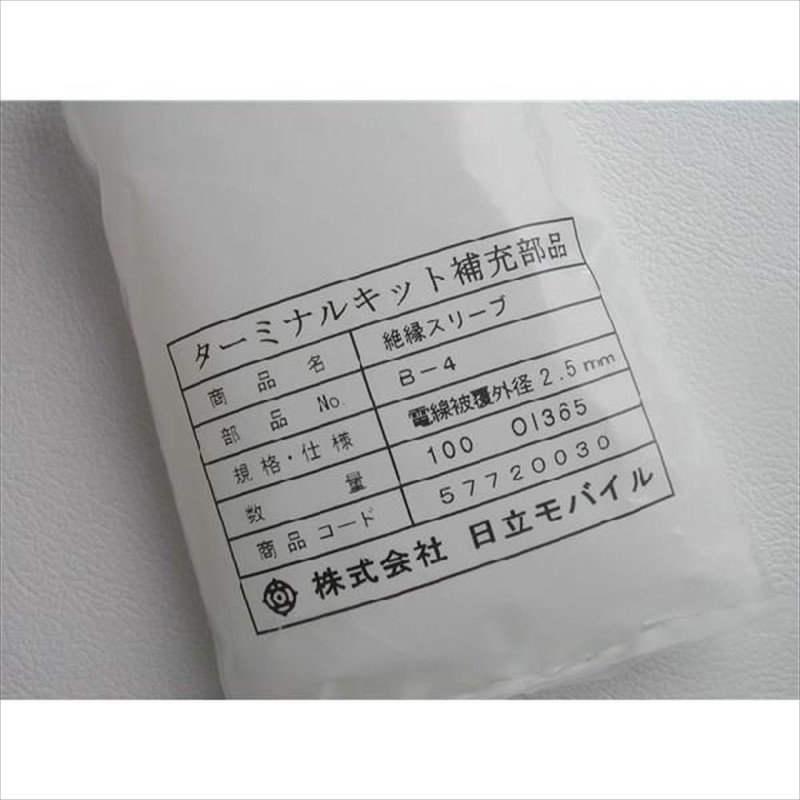 ターミナルキット補充部品
商品名 絶縁スリーブ
部品No. B-4
規格・仕様 電線被覆外径2.5mm
数量 100 01365
商品コード 57720030
株式会社 日立モバイル